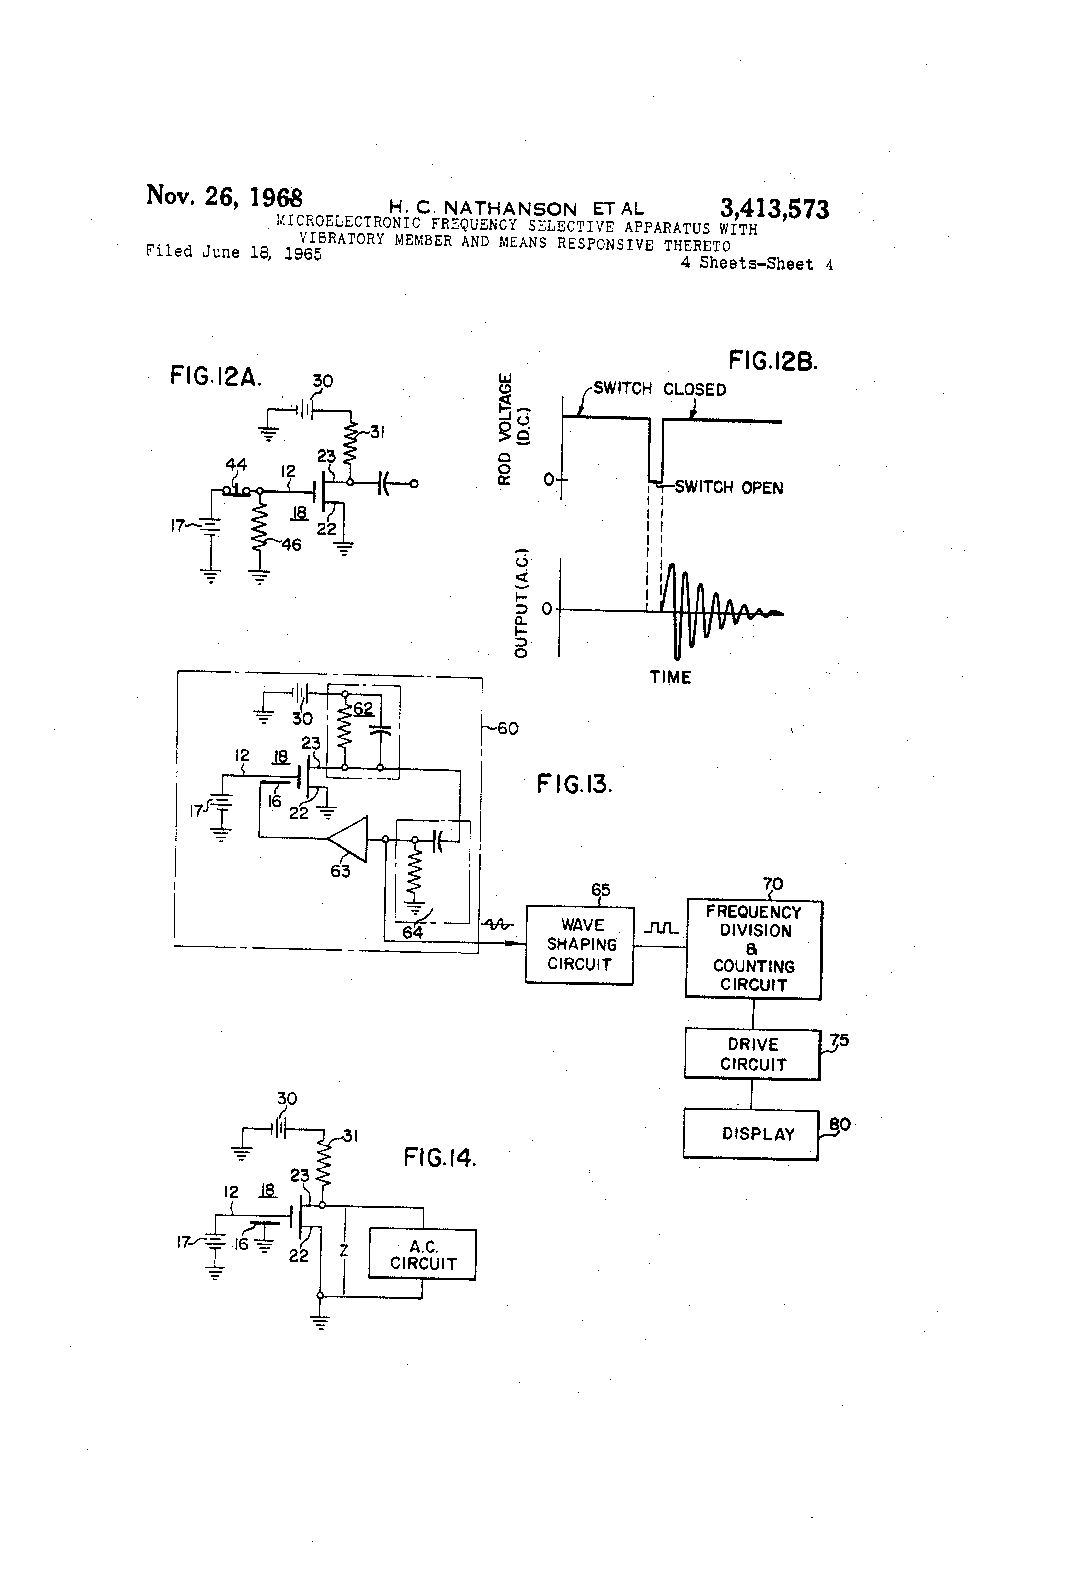 Nov. 26, 1968
H. C. NATHANSON ET AL
3,413,573
MICROELECTRONIC FREQUENCY SELECTIVE APPARATUS WITH
VIBRATORY MEMBER AND MEANS RESPONSIVE THERETO
Filed June 18, 1965
4 Sheets-Sheet 4
FIG.12A.
30
31
23
44
12
18
22
17
46
FIG.12B.
ROD VOLTAGE
(D.C.)
SWITCH CLOSED
0
SWITCH OPEN
OUTPUT (A.C.)
0
TIME
FIG.13.
30
62
60
23
18
12
16
22
17
63
64
65
WAVE
SHAPING
CIRCUIT
70
FREQUENCY
DIVISION
&
COUNTING
CIRCUIT
DRIVE
CIRCUIT
75
DISPLAY
80
FIG.14.
30
31
23
18
12
17
16
22
Z
A.C.
CIRCUIT